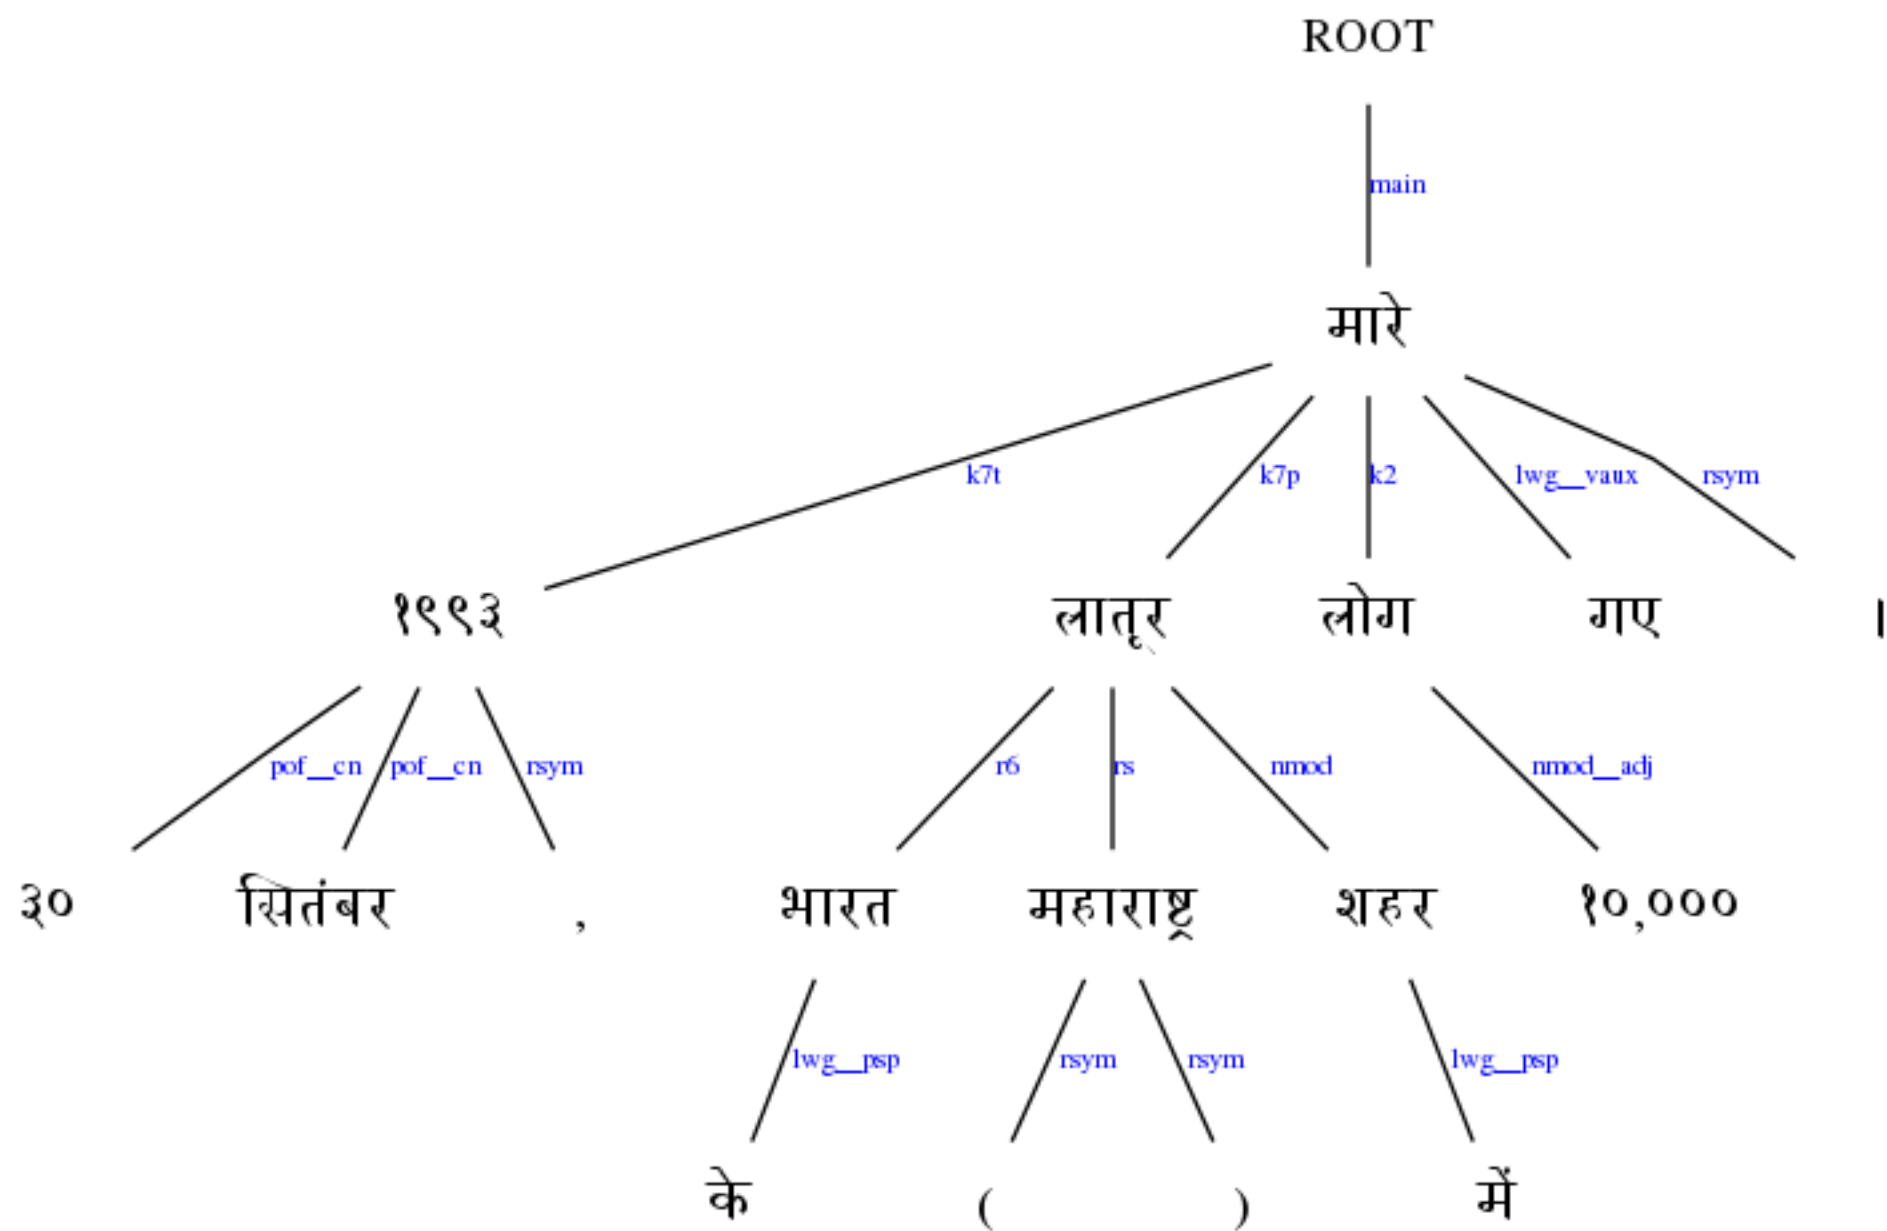 ROOT
main
मारे
k7t k7p k2 lwg__vaux rsym
१९९३ लातूर लोग गए ।
pof__cn pof__cn rsym r6 rs nmod nmod__adj
३० सितंबर , भारत महाराष्ट्र शहर १०,०००
lwg__psp rsym rsym lwg__psp
के ( ) में